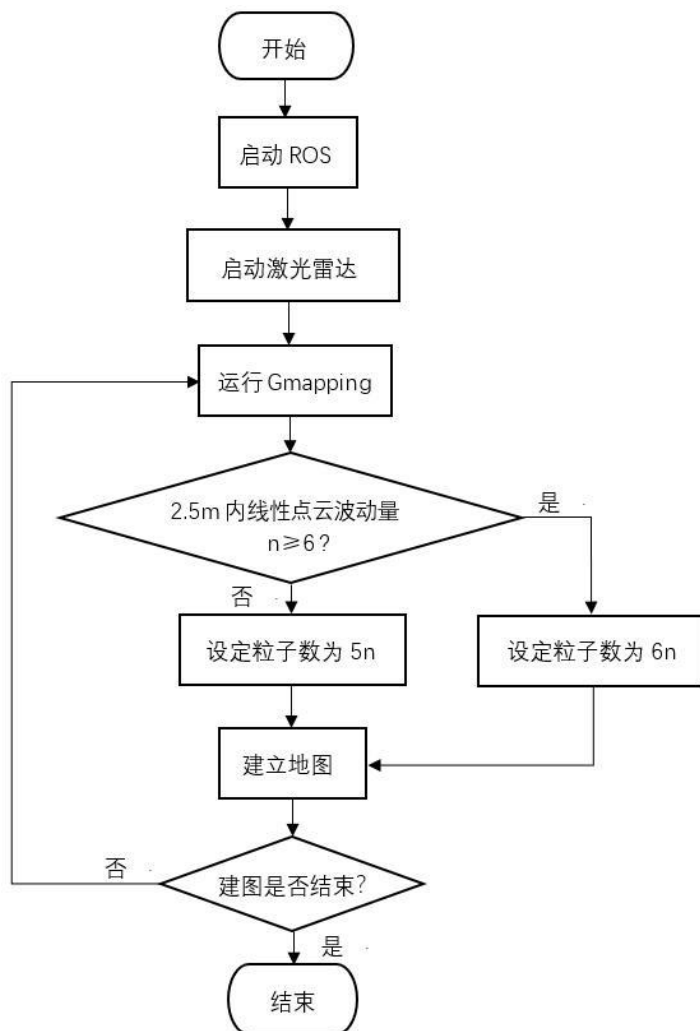 开始
启动 ROS
启动激光雷达
运行 Gmapping
2.5m 内线性点云波动量
n≥6?
是
否
设定粒子数为 5n
设定粒子数为 6n
建立地图
否
建图是否结束?
是
结束